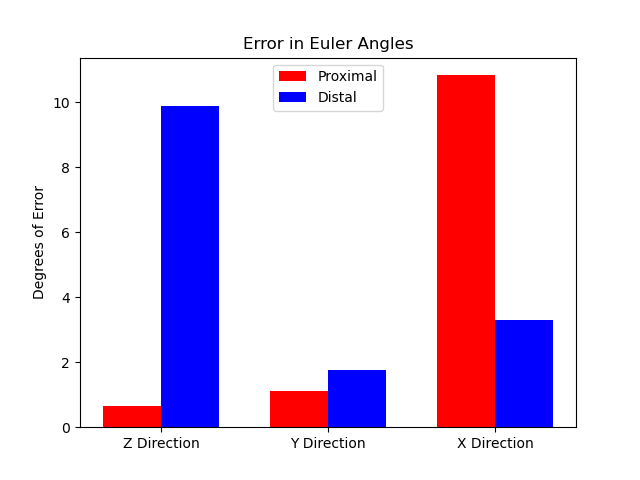 Error in Euler Angles
Proximal
Distal
Degrees of Error
10
8
6
4
2
0
Z Direction
Y Direction
X Direction